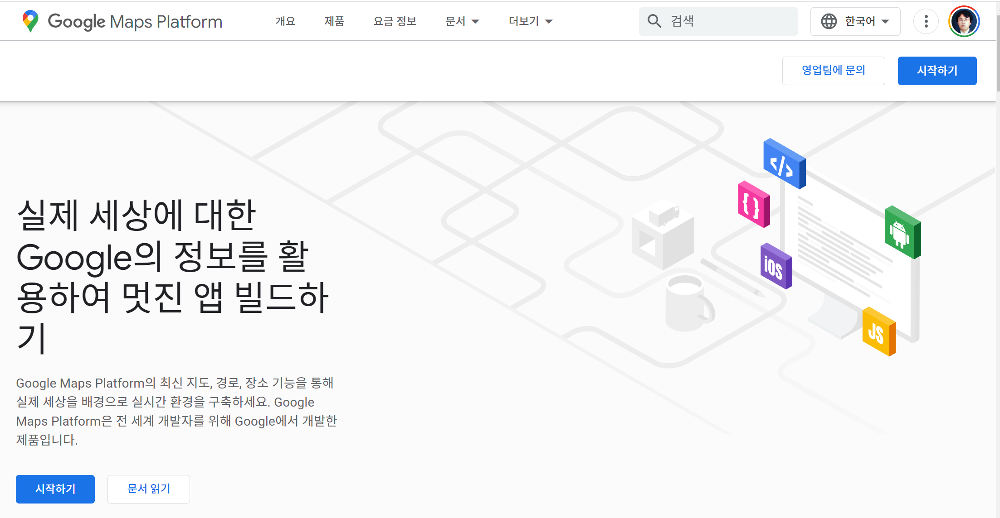 Google Maps Platform
개요
제품
요금 정보
문서
더보기
검색
한국어
영업팀에 문의
시작하기
실제 세상에 대한
Google의 정보를 활
용하여 멋진 앱 빌드하
기
Google Maps Platform의 최신 지도, 경로, 장소 기능을 통해
실제 세상을 배경으로 실시간 환경을 구축하세요. Google
Maps Platform은 전 세계 개발자를 위해 Google에서 개발한
제품입니다.
시작하기
문서 읽기
</>
{ }
iOS
JS